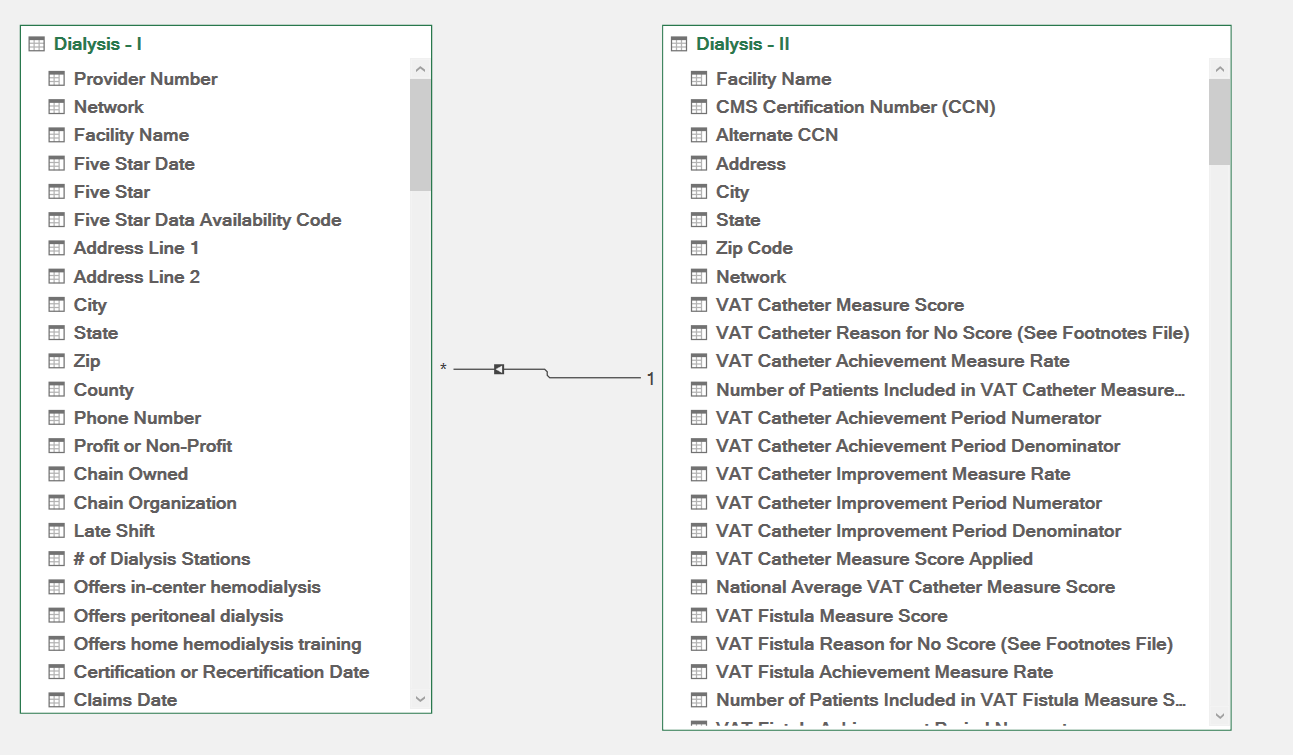 Dialysis - I
Provider Number
Network
Facility Name
Five Star Date
Five Star
Five Star Data Availability Code
Address Line 1
Address Line 2
City
State
Zip
County
Phone Number
Profit or Non-Profit
Chain Owned
Chain Organization
Late Shift
# of Dialysis Stations
Offers in-center hemodialysis
Offers peritoneal dialysis
Offers home hemodialysis training
Certification or Recertification Date
Claims Date
* 1
Dialysis - II
Facility Name
CMS Certification Number (CCN)
Alternate CCN
Address
City
State
Zip Code
Network
VAT Catheter Measure Score
VAT Catheter Reason for No Score (See Footnotes File)
VAT Catheter Achievement Measure Rate
Number of Patients Included in VAT Catheter Measure...
VAT Catheter Achievement Period Numerator
VAT Catheter Achievement Period Denominator
VAT Catheter Improvement Measure Rate
VAT Catheter Improvement Period Numerator
VAT Catheter Improvement Period Denominator
VAT Catheter Measure Score Applied
National Average VAT Catheter Measure Score
VAT Fistula Measure Score
VAT Fistula Reason for No Score (See Footnotes File)
VAT Fistula Achievement Measure Rate
Number of Patients Included in VAT Fistula Measure S...